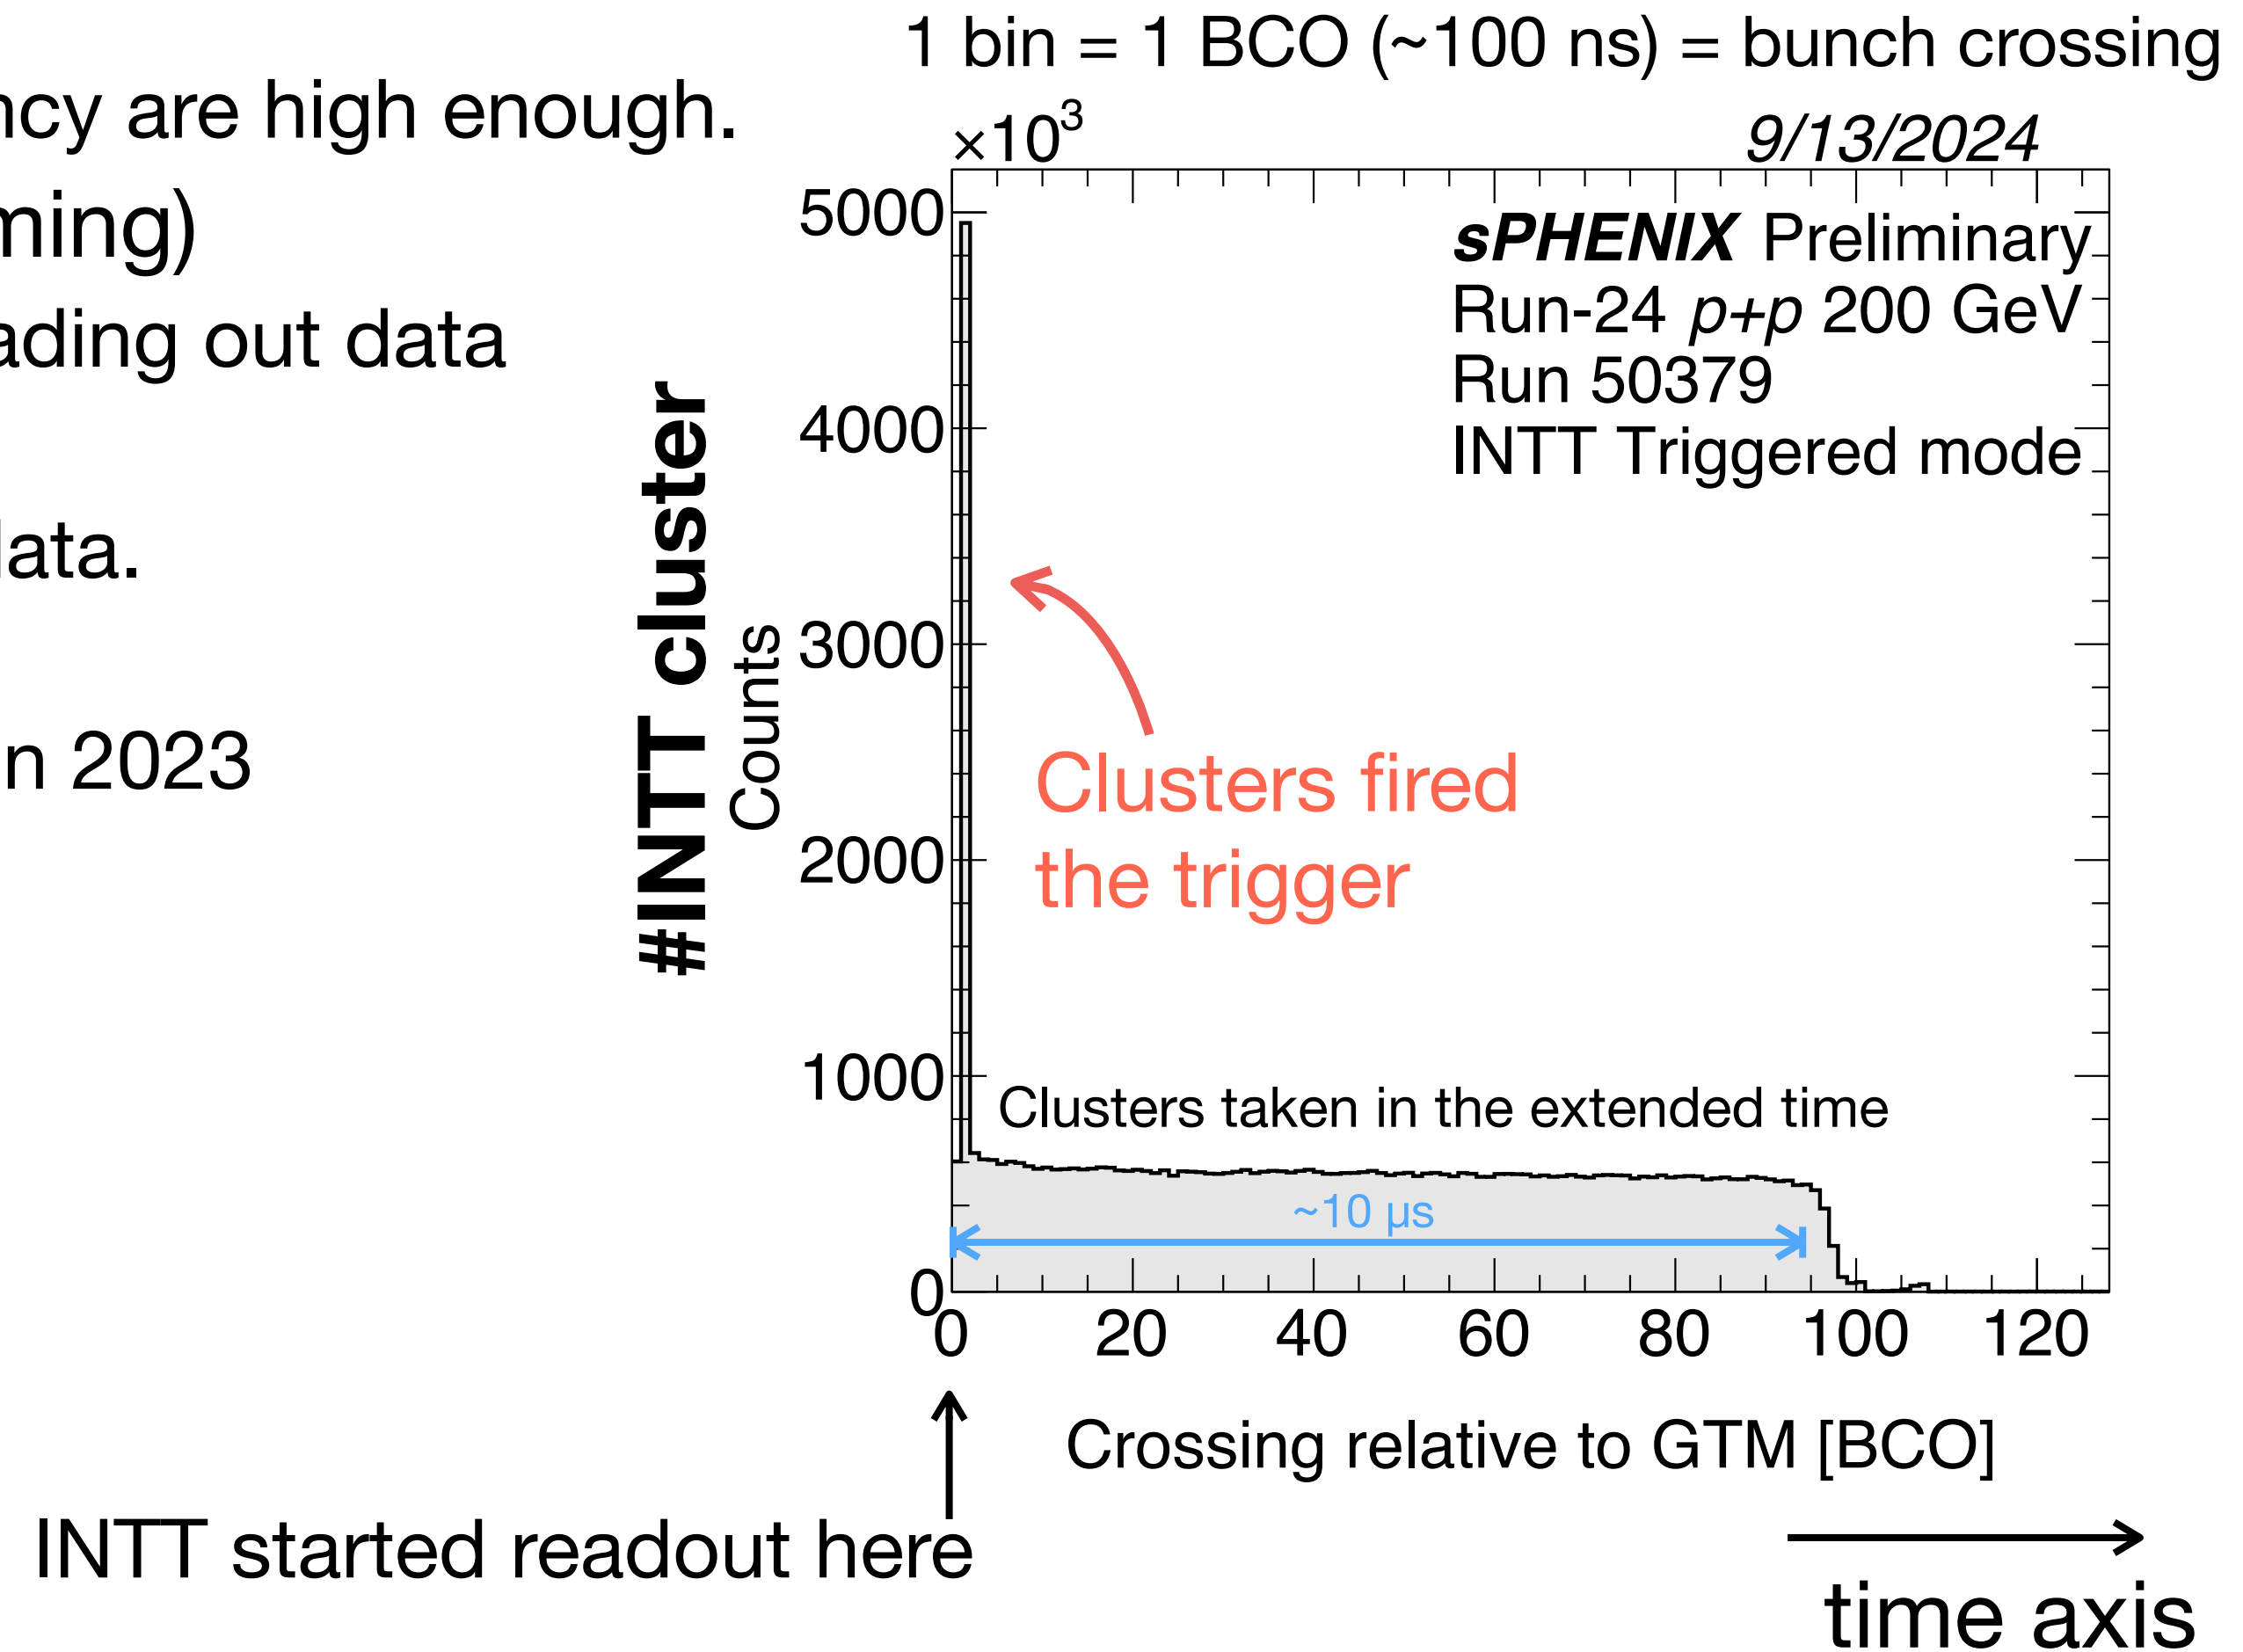 1 bin = 1 BCO (~100 ns) = bunch crossing
ncy are high enough.
ning)
ading out data
data.
n 2023
×10³
9/13/2024
sPHENIX Preliminary
Run-24 p+p 200 GeV
Run 50379
INTT Triggered mode
#INTT cluster
Counts
5000
4000
3000
2000
1000
0
Clusters fired
the trigger
Clusters taken in the extended time
~10 μs
0 20 40 60 80 100 120
Crossing relative to GTM [BCO]
INTT started readout here
time axis